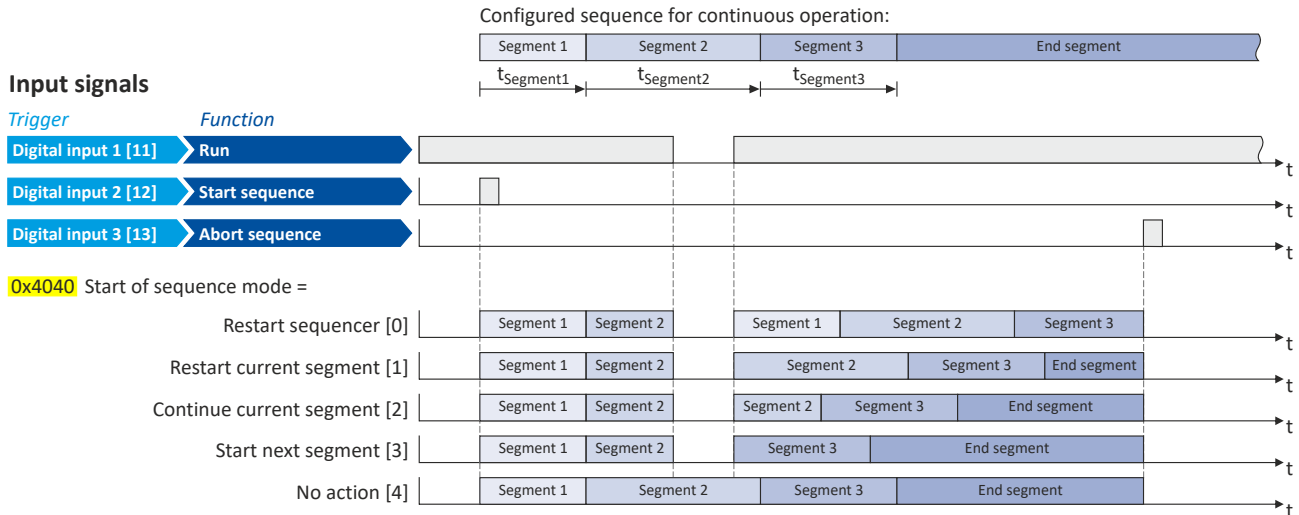 Configured sequence for continuous operation:
Segment 1 Segment 2 Segment 3 End segment
tSegment1 tSegment2 tSegment3
Input signals
Trigger Function
Digital input 1 [11] Run
t
Digital input 2 [12] Start sequence
t
Digital input 3 [13] Abort sequence
t
0x4040 Start of sequence mode =
Restart sequencer [0] Segment 1 Segment 2 Segment 1 Segment 2 Segment 3
t
Restart current segment [1] Segment 1 Segment 2 Segment 2 Segment 3 End segment
t
Continue current segment [2] Segment 1 Segment 2 Segment 2 Segment 3 End segment
t
Start next segment [3] Segment 1 Segment 2 Segment 3 End segment
t
No action [4] Segment 1 Segment 2 Segment 3 End segment
t